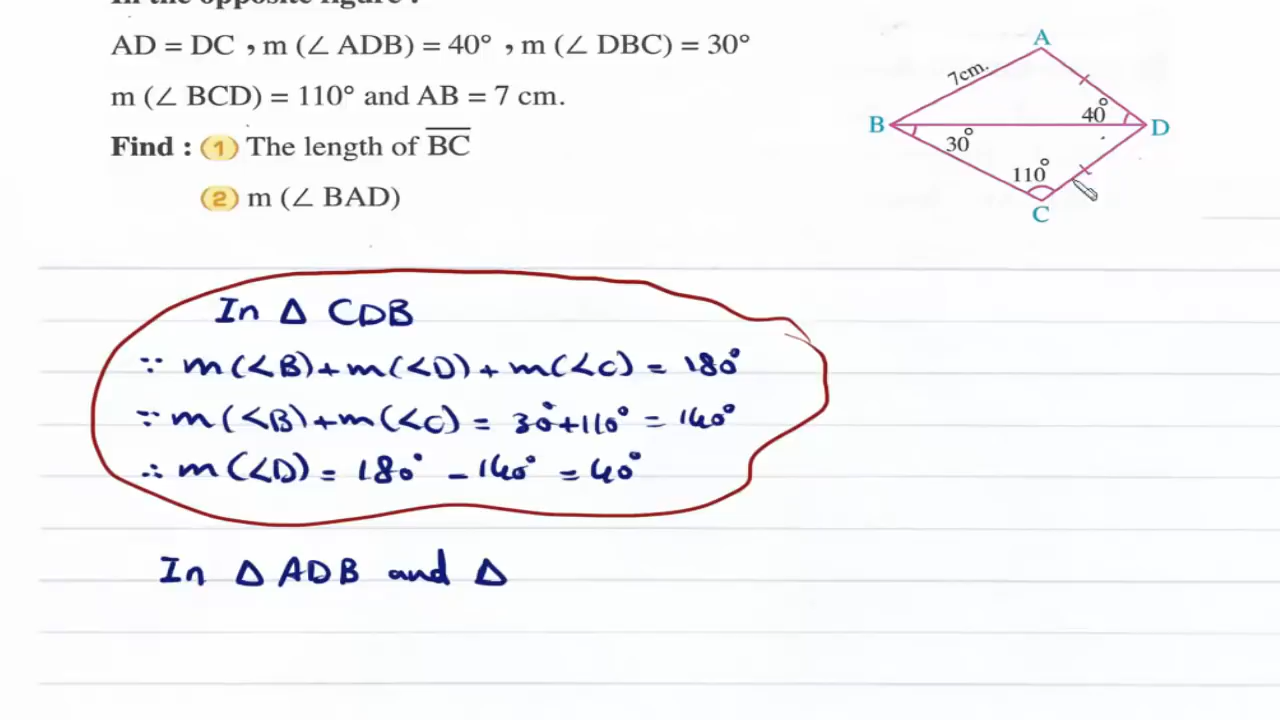 In the opposite figure :
AD = DC , m (∠ ADB) = 40° , m (∠ DBC) = 30°
m (∠ BCD) = 110° and AB = 7 cm.
Find : 1 The length of BC
2 m (∠ BAD)
A
7cm.
40°
B
D
30°
110°
C
In Δ CDB
∵ m(∠B)+m(∠D)+m(∠C) = 180°
∵ m(∠B)+m(∠C) = 30°+110° = 140°
∴ m(∠D) = 180° - 140° = 40°
In Δ ADB and Δ